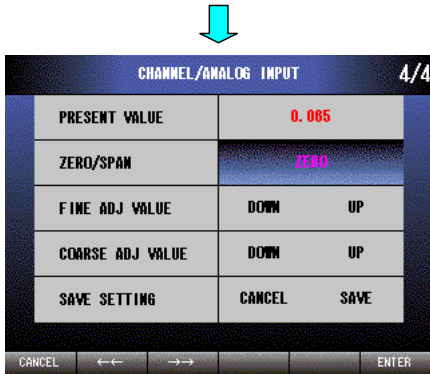 CHANNEL/ANALOG INPUT 4/4
PRESENT VALUE 0.065
ZERO/SPAN ZERO
FINE ADJ VALUE DOWN UP
COARSE ADJ VALUE DOWN UP
SAVE SETTING CANCEL SAVE
CANCEL ←← →→ ENTER